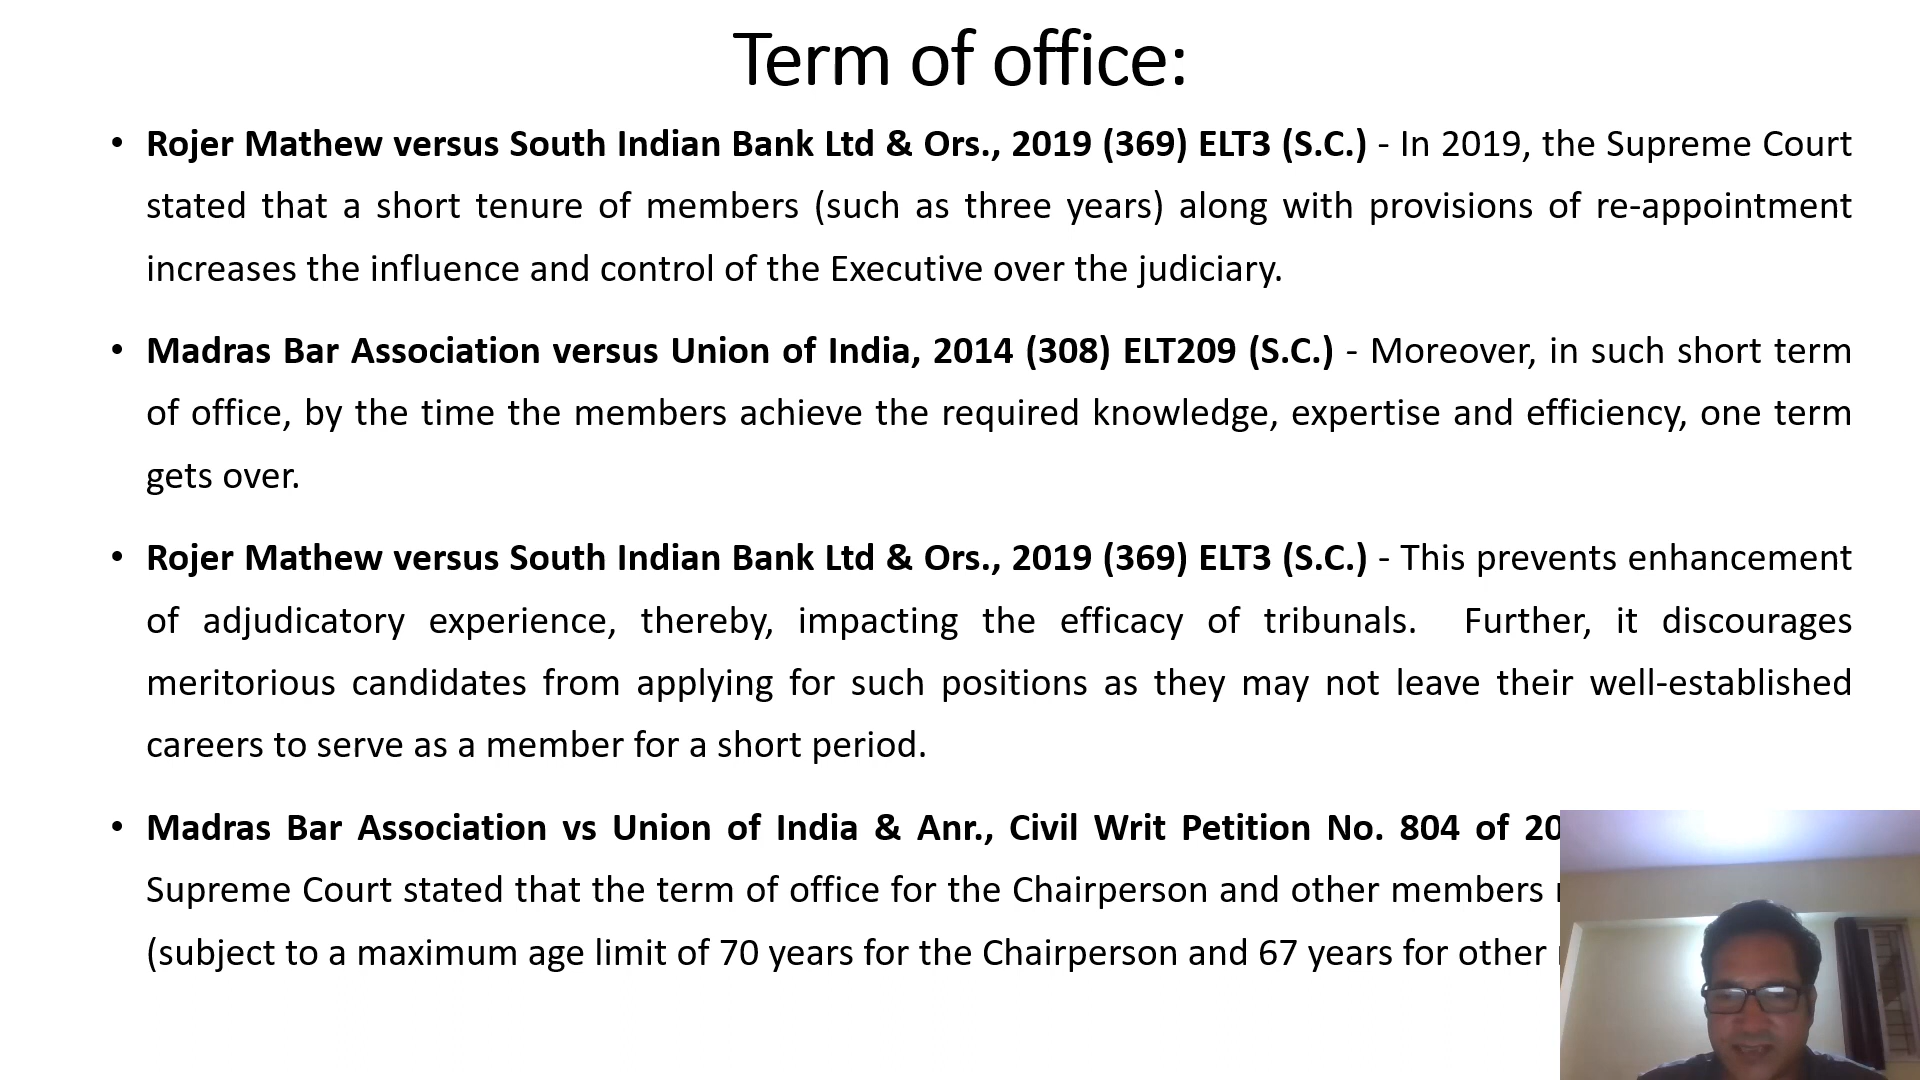 Term of office:
• Rojer Mathew versus South Indian Bank Ltd & Ors., 2019 (369) ELT3 (S.C.) - In 2019, the Supreme Court
stated that a short tenure of members (such as three years) along with provisions of re-appointment
increases the influence and control of the Executive over the judiciary.
• Madras Bar Association versus Union of India, 2014 (308) ELT209 (S.C.) - Moreover, in such short term
of office, by the time the members achieve the required knowledge, expertise and efficiency, one term
gets over.
• Rojer Mathew versus South Indian Bank Ltd & Ors., 2019 (369) ELT3 (S.C.) - This prevents enhancement
of adjudicatory experience, thereby, impacting the efficacy of tribunals. Further, it discourages
meritorious candidates from applying for such positions as they may not leave their well-established
careers to serve as a member for a short period.
• Madras Bar Association vs Union of India & Anr., Civil Writ Petition No. 804 of 20
Supreme Court stated that the term of office for the Chairperson and other members
(subject to a maximum age limit of 70 years for the Chairperson and 67 years for other